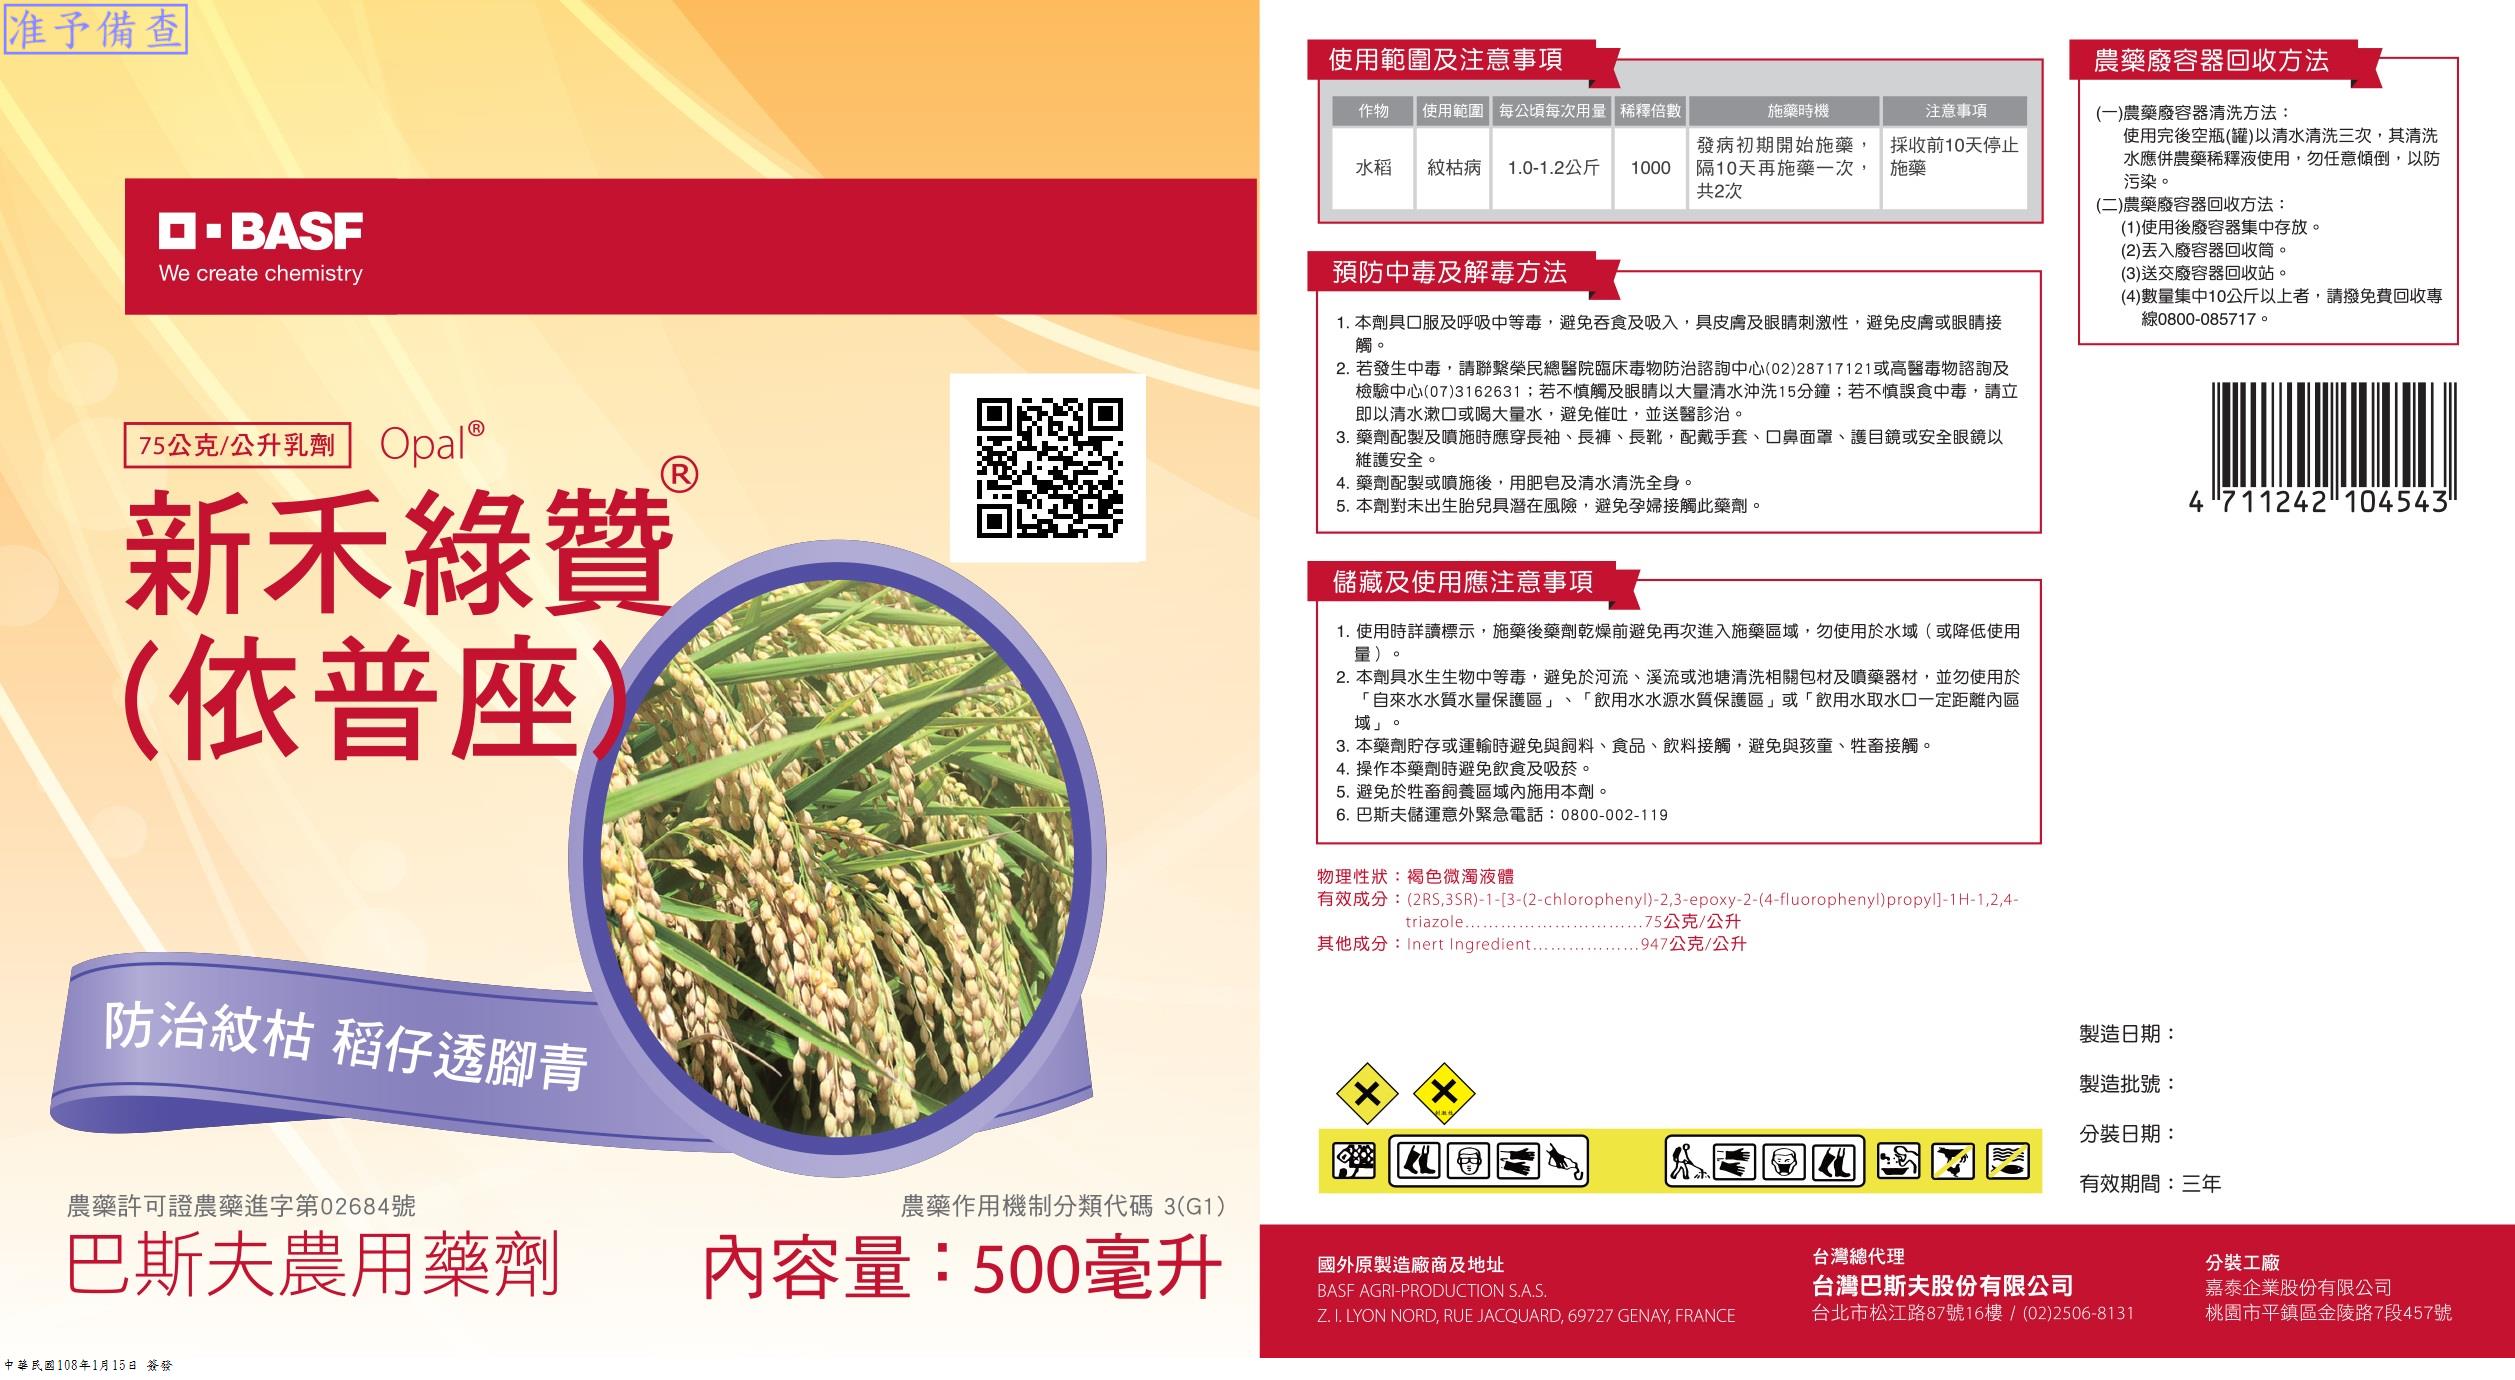 准予備查
BASF
We create chemistry
75公克/公升乳劑
Opal®
新禾綠贊®
(依普座)
防治紋枯 稻仔透腳青
農藥許可證農藥進字第02684號
農藥作用機制分類代碼 3(G1)
巴斯夫農用藥劑
內容量：500毫升
中華民國108年1月15日 簽發
使用範圍及注意事項
作物 使用範圍 每公頃每次用量 稀釋倍數 施藥時機 注意事項
水稻 紋枯病 1.0-1.2公斤 1000
發病初期開始施藥，
隔10天再施藥一次，
共2次
採收前10天停止
施藥
預防中毒及解毒方法
1. 本劑具口服及呼吸中等毒，避免吞食及吸入，具皮膚及眼睛刺激性，避免皮膚或眼睛接
觸。
2. 若發生中毒，請聯繫榮民總醫院臨床毒物防治諮詢中心(02)28717121或高醫毒物諮詢及
檢驗中心(07)3162631；若不慎觸及眼睛以大量清水沖洗15分鐘；若不慎誤食中毒，請立
即以清水漱口或喝大量水，避免催吐，並送醫診治。
3. 藥劑配製及噴施時應穿長袖、長褲、長靴，配戴手套、口鼻面罩、護目鏡或安全眼鏡以
維護安全。
4. 藥劑配製或噴施後，用肥皂及清水清洗全身。
5. 本劑對未出生胎兒具潛在風險，避免孕婦接觸此藥劑。
儲藏及使用應注意事項
1. 使用時詳讀標示，施藥後藥劑乾燥前避免再次進入施藥區域，勿使用於水域（或降低使用
量）。
2. 本劑具水生生物中等毒，避免於河流、溪流或池塘清洗相關包材及噴藥器材，並勿使用於
「自來水水質水量保護區」、「飲用水水源水質保護區」或「飲用水取水口一定距離內區
域」。
3. 本藥劑貯存或運輸時避免與飼料、食品、飲料接觸，避免與孩童、牲畜接觸。
4. 操作本藥劑時避免飲食及吸菸。
5. 避免於牲畜飼養區域內施用本劑。
6. 巴斯夫儲運意外緊急電話：0800-002-119
物理性狀：褐色微濁液體
有效成分：(2RS,3SR)-1-[3-(2-chlorophenyl)-2,3-epoxy-2-(4-fluorophenyl)propyl]-1H-1,2,4-
triazole..............................75公克/公升
其他成分：Inert Ingredient..................947公克/公升
刺激性
農藥廢容器回收方法
(一)農藥廢容器清洗方法：
使用完後空瓶(罐)以清水清洗三次，其清洗
水應併農藥稀釋液使用，勿任意傾倒，以防
污染。
(二)農藥廢容器回收方法：
(1)使用後廢容器集中存放。
(2)丟入廢容器回收筒。
(3)送交廢容器回收站。
(4)數量集中10公斤以上者，請撥免費回收專
線0800-085717。
4 711242 104543
製造日期：
製造批號：
分裝日期：
有效期間：三年
國外原製造廠商及地址
BASF AGRI-PRODUCTION S.A.S.
Z. I. LYON NORD, RUE JACQUARD, 69727 GENAY, FRANCE
台灣總代理
台灣巴斯夫股份有限公司
台北市松江路87號16樓 / (02)2506-8131
分裝工廠
嘉泰企業股份有限公司
桃園市平鎮區金陵路7段457號